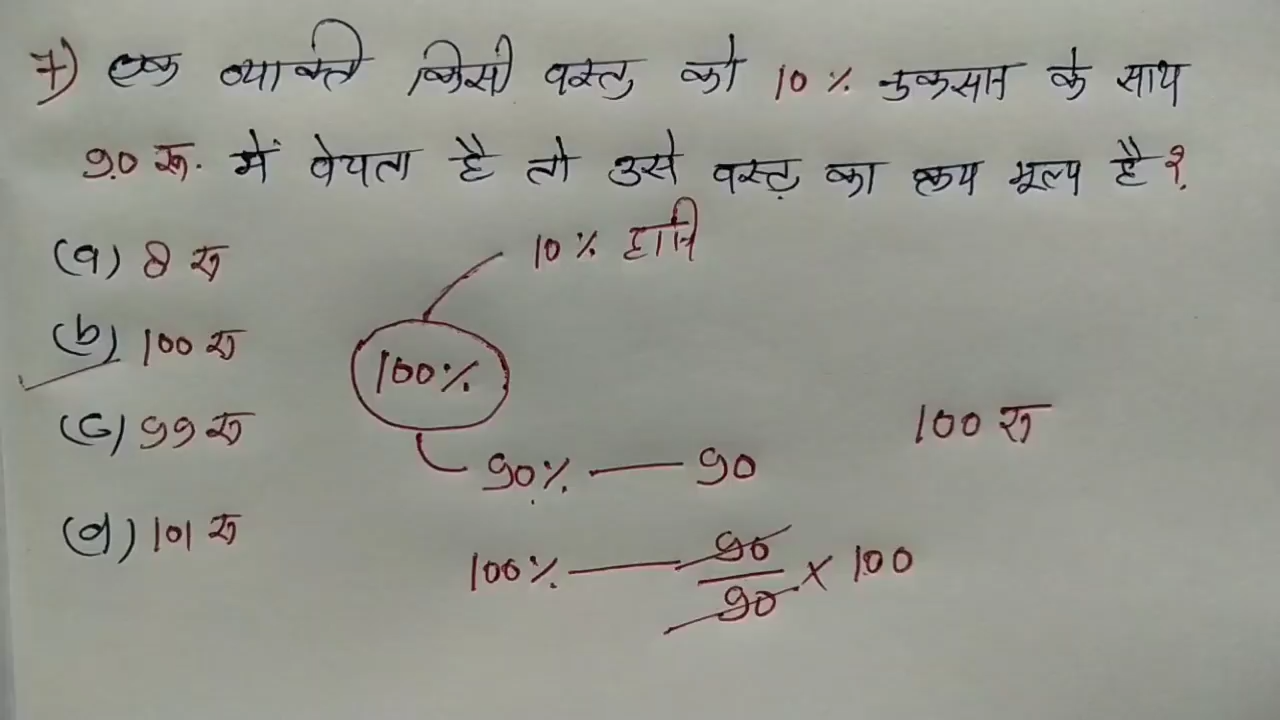 7) एक व्यक्ति किसी वस्तु को 10% नुकसान के साथ
90 रू. में बेचता है तो उसे वस्तु का क्रय मूल्य है?
(a) 8 रु
10% हानि
(b) 100 रु
100%
(c) 99 रु
100 रु
90% — 90
(d) 101 रु
100% — 90/90 × 100